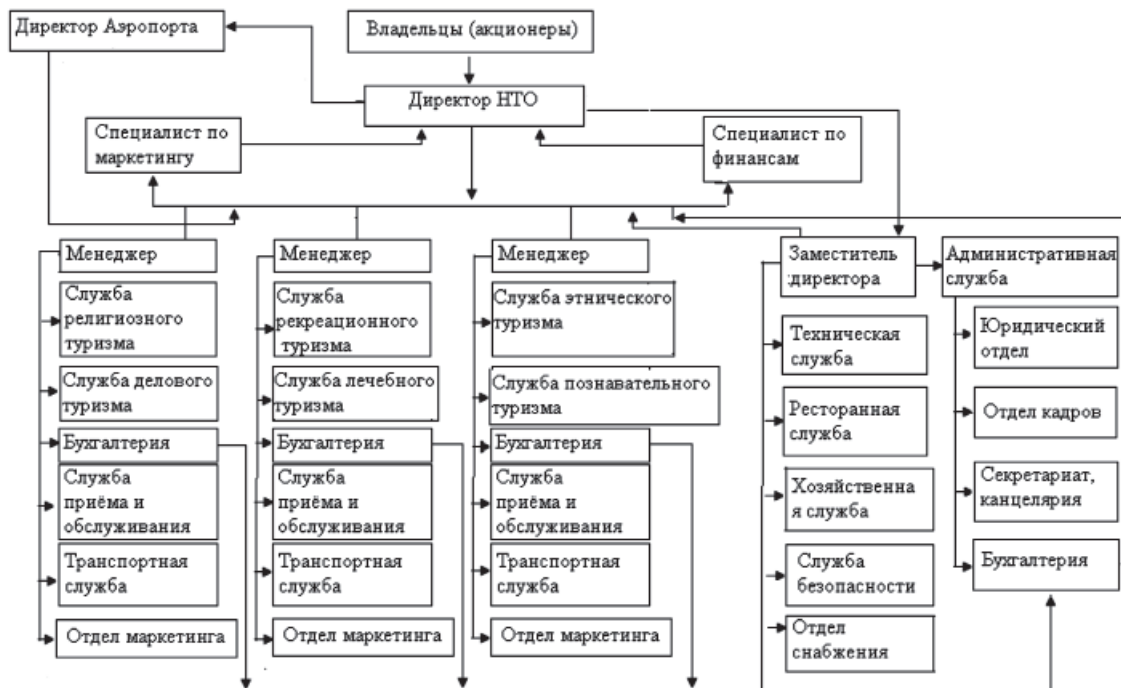 Директор Аэропорта
Владельцы (акционеры)
Директор НТО
Специалист по
маркетингу
Специалист по
финансам
Менеджер
Служба
религиозного
туризма
Служба делового
туризма
Бухгалтерия
Служба
приёма и
обслуживания
Транспортная
служба
Отдел маркетинга
Менеджер
Служба
рекреационного
туризма
Служба лечебного
туризма
Бухгалтерия
Служба
приёма и
обслуживания
Транспортная
служба
Отдел маркетинга
Менеджер
Служба этнического
туризма
Служба познавательного
туризма
Бухгалтерия
Служба
приёма и
обслуживания
Транспортная
служба
Отдел маркетинга
Заместитель
директора
Техническая
служба
Ресторанная
служба
Хозяйственна
я служба
Служба
безопасности
Отдел
снабжения
Административная
служба
Юридический
отдел
Отдел кадров
Секретариат,
канцелярия
Бухгалтерия